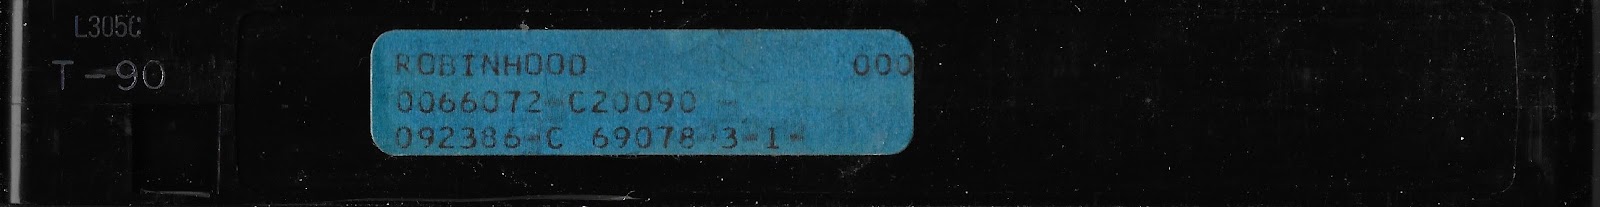 L305C
T-90
ROBINHOOD 000
0066072-C20090 -
092386-C 69078-3-1-